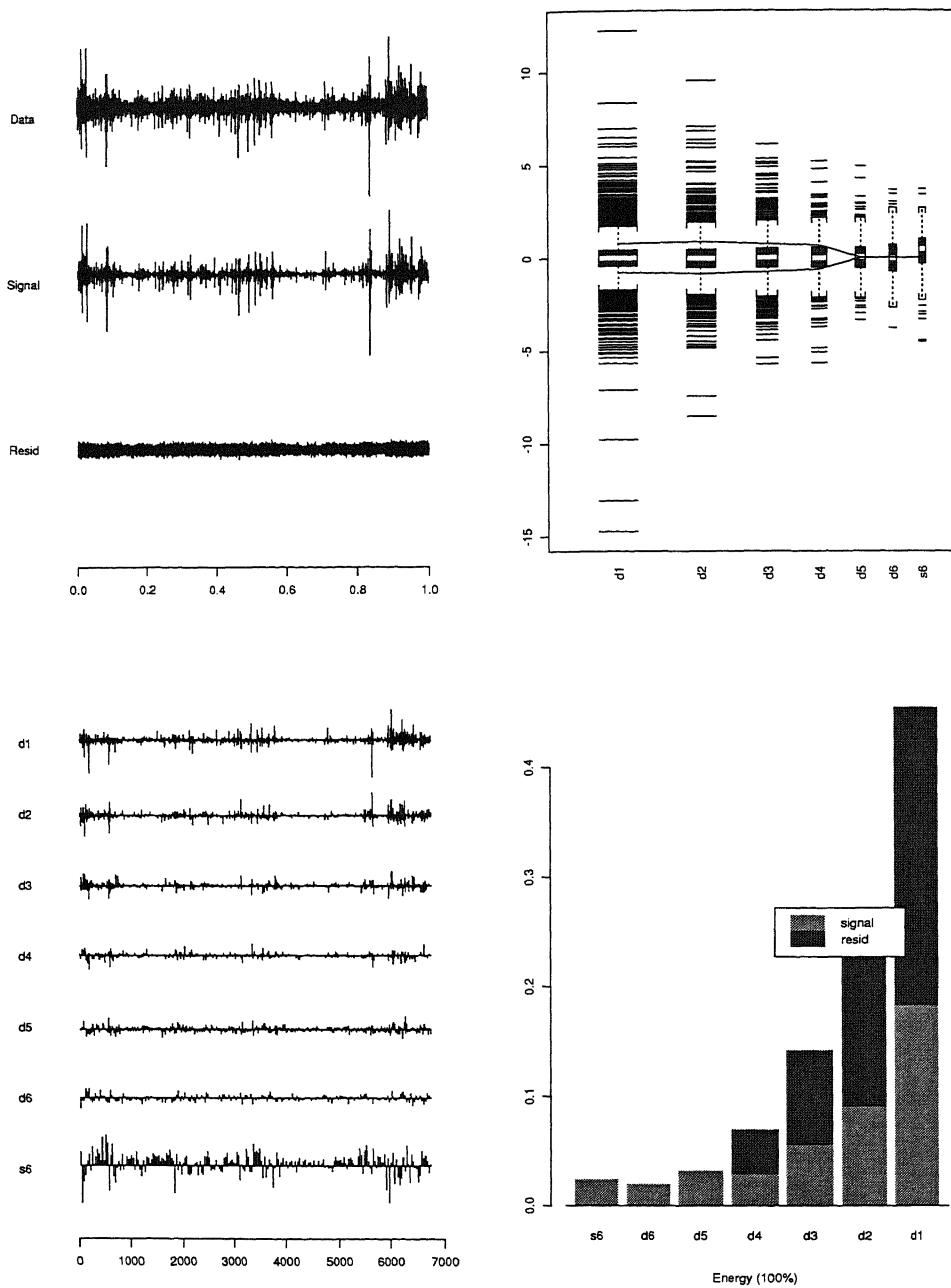 Data
Signal
Resid
0.0 0.2 0.4 0.6 0.8 1.0
10
5
0
-5
-10
-15
d1 d2 d3 d4 d5 d6 s6
d1
d2
d3
d4
d5
d6
s6
0 1000 2000 3000 4000 5000 6000 7000
0.4
0.3
0.2
0.1
0.0
signal
resid
s6 d6 d5 d4 d3 d2 d1
Energy (100%)